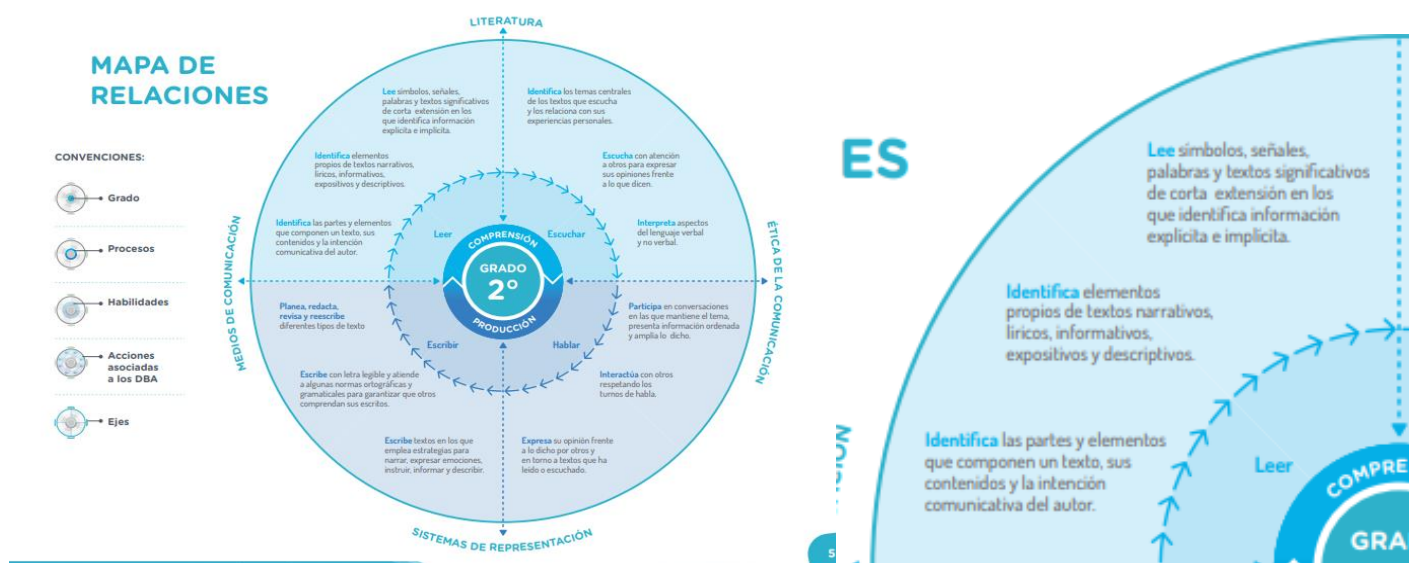 MAPA DE
RELACIONES
CONVENCIONES:
Grado
Procesos
Habilidades
Acciones
asociadas
a los DBA
Ejes
LITERATURA
MEDIOS DE COMUNICACIÓN
ÉTICA DE LA COMUNICACIÓN
SISTEMAS DE REPRESENTACIÓN
Lee símbolos, señales,
palabras y textos significativos
de corta extensión en los
que identifica información
explícita e implícita.
Identifica los temas centrales
de los textos que escucha
y los relaciona con sus
experiencias personales.
Identifica elementos
propios de textos narrativos,
líricos, informativos,
expositivos y descriptivos.
Escucha con atención
a otros para expresar
sus opiniones frente
a lo que dicen.
Identifica las partes y elementos
que componen un texto, sus
contenidos y la intención
comunicativa del autor.
Interpreta aspectos
del lenguaje verbal
y no verbal.
Leer
Escuchar
COMPRENSIÓN
GRADO
2°
PRODUCCIÓN
Escribir
Hablar
Planea, redacta,
revisa y reescribe
diferentes tipos de texto
Participa en conversaciones
en las que mantiene el tema,
presenta información ordenada
y amplía lo dicho.
Escribe con letra legible y atiende
a algunas normas ortográficas y
gramaticales para garantizar que otros
comprendan sus escritos.
Interactúa con otros
respetando los
turnos de habla.
Escribe textos en los que
emplea estrategias para
narrar, expresar emociones,
instruir, informar y describir.
Expresa su opinión frente
a lo dicho por otros y
en torno a textos que ha
leído o escuchado.
5
ES
Lee símbolos, señales,
palabras y textos significativos
de corta extensión en los
que identifica información
explícita e implícita.
Identifica elementos
propios de textos narrativos,
líricos, informativos,
expositivos y descriptivos.
Identifica las partes y elementos
que componen un texto, sus
contenidos y la intención
comunicativa del autor.
Leer
COMPRE
GRA